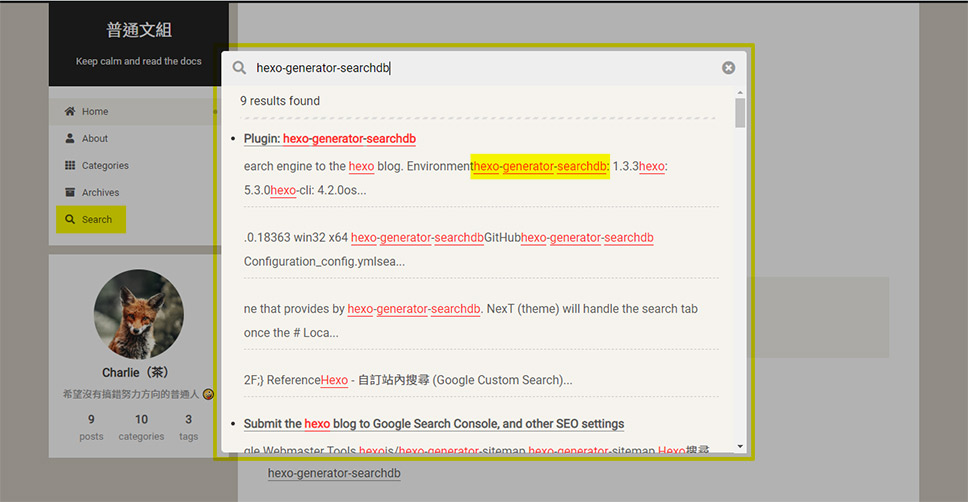 普通文組
Keep calm and read the docs
Home
About
Categories
Archives
Search
Charlie（茶）
希望沒有搞錯努力方向的普通人
9 10 3
posts categories tags
hexo-generator-searchdb
9 results found
Plugin: hexo-generator-searchdb
earch engine to the hexo blog. Environmenthexo-generator-searchdb: 1.3.3hexo:
5.3.0hexo-cli: 4.2.0os...
.0.18363 win32 x64 hexo-generator-searchdbGitHubhexo-generator-searchdb
Configuration_config.ymlsea...
ne that provides by hexo-generator-searchdb. NexT (theme) will handle the search tab
once the # Loca...
2F;} ReferenceHexo - 自訂站內搜尋 (Google Custom Search)...
Submit the hexo blog to Google Search Console, and other SEO settings
gle Webmaster Tools hexojs/hexo-generator-sitemap hexo-generator-sitemap Hexo搜尋
hexo-generator-searchdb